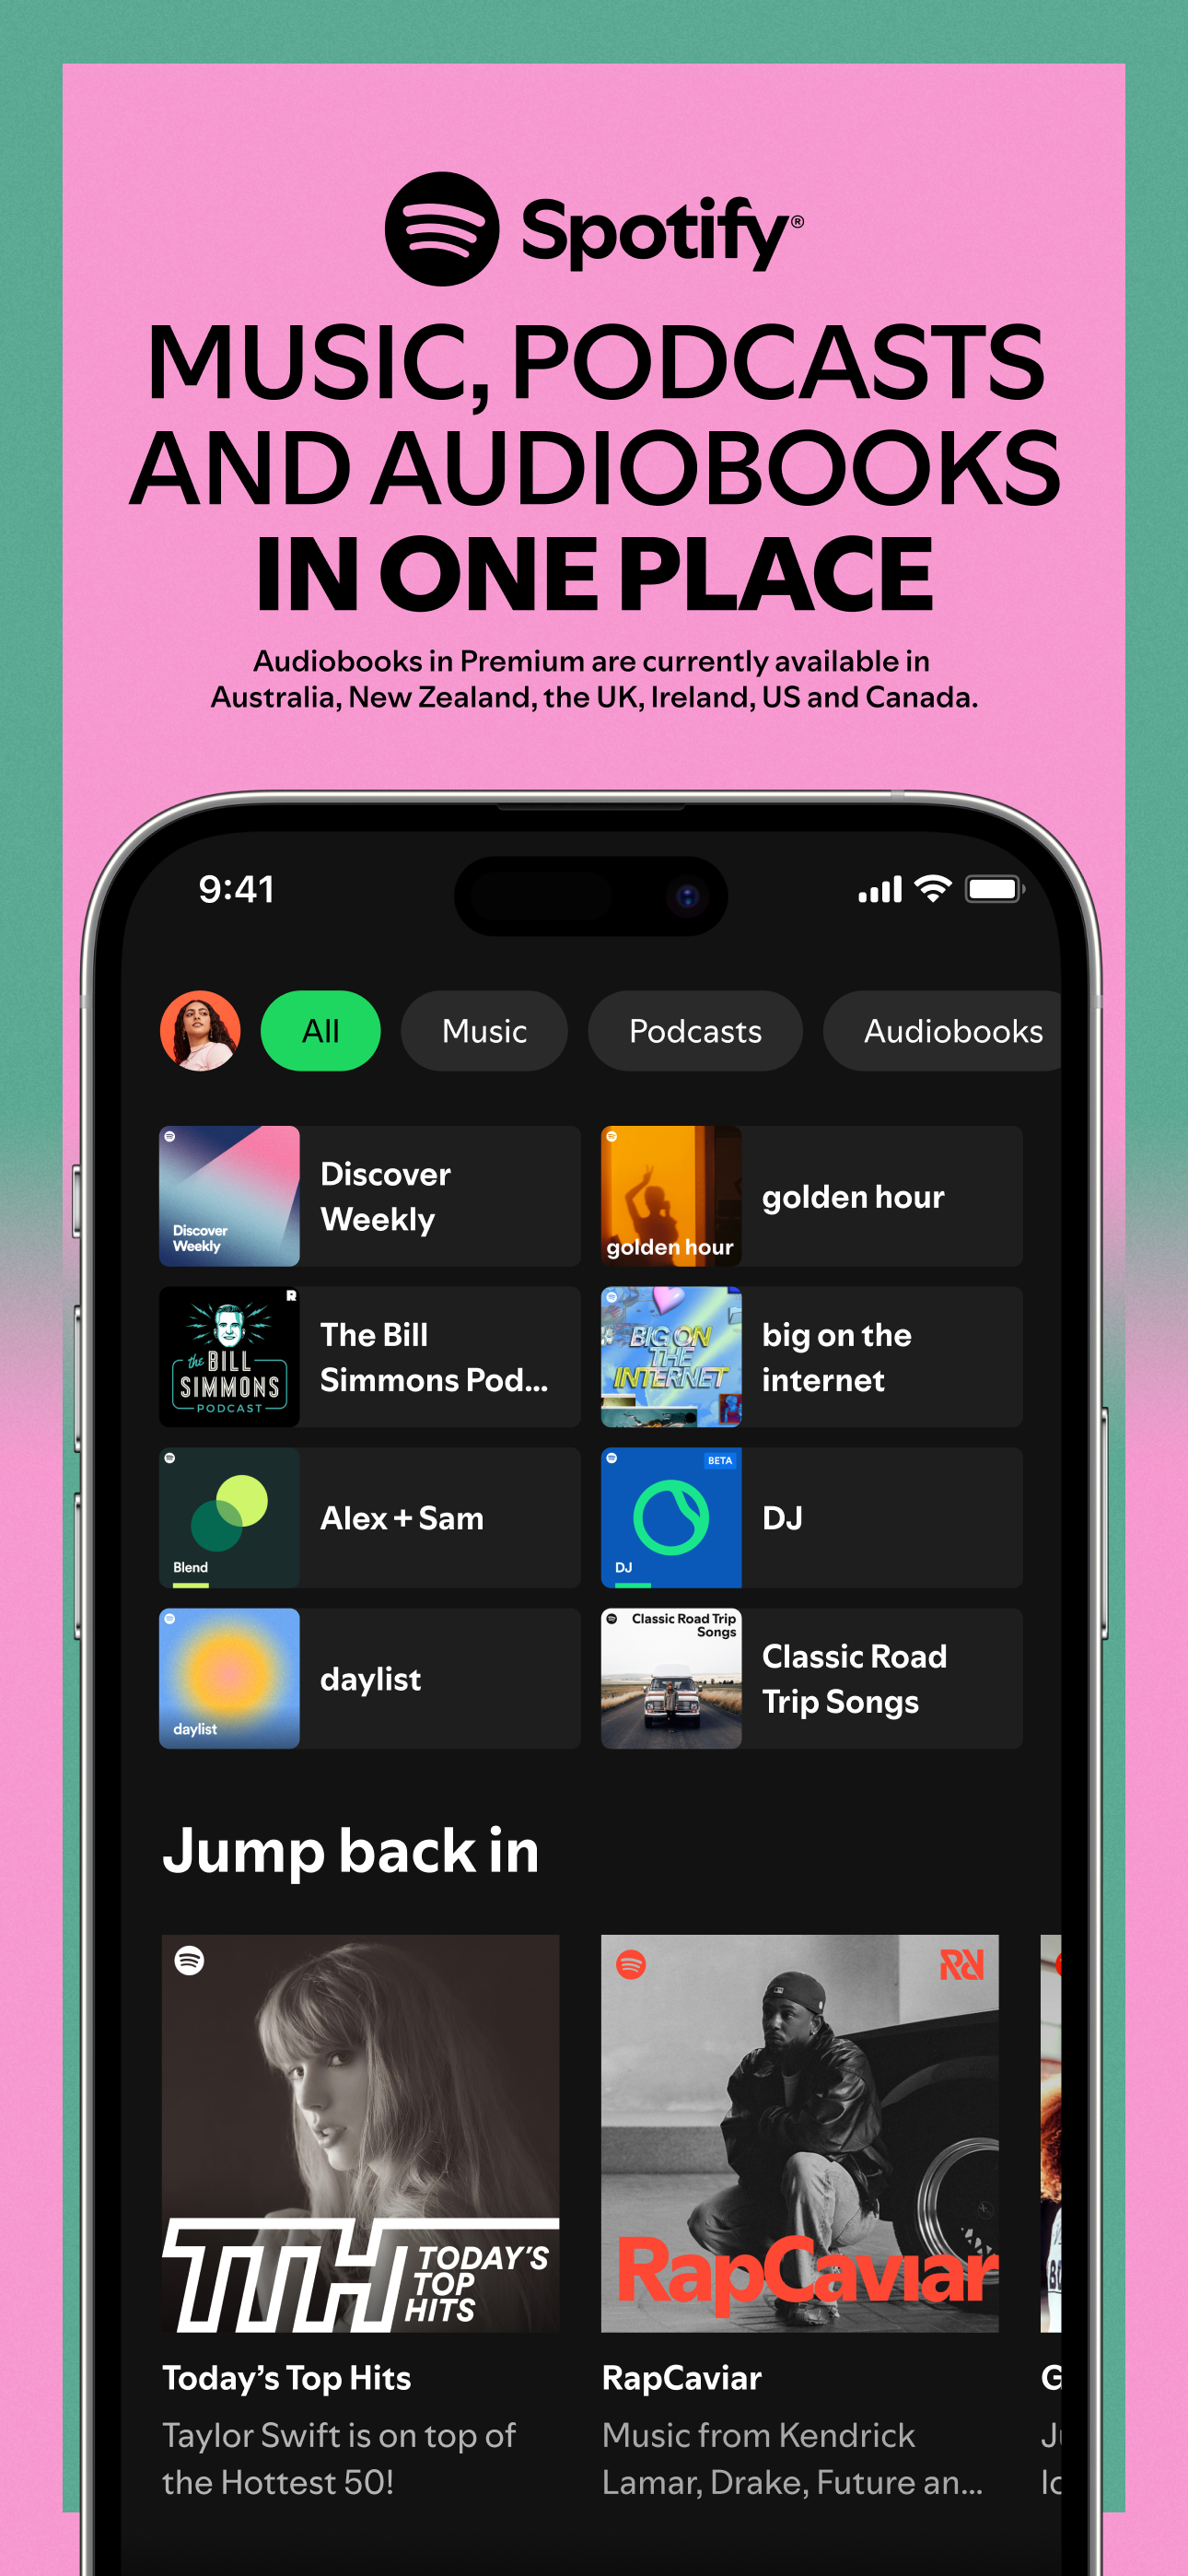 Spotify®
MUSIC, PODCASTS
AND AUDIOBOOKS
IN ONE PLACE
Audiobooks in Premium are currently available in
Australia, New Zealand, the UK, Ireland, US and Canada.
9:41
All
Music
Podcasts
Audiobooks
Discover
Weekly
Discover
Weekly
golden hour
golden hour
the
BILL
SIMMONS
PODCAST
The Bill
Simmons Pod...
BIG ON
THE
INTERNET
big on the
internet
Blend
Alex + Sam
BETA
DJ
DJ
daylist
daylist
Classic Road Trip
Songs
Classic Road
Trip Songs
Jump back in
TTH
TODAY'S
TOP
HITS
RapCaviar
Today's Top Hits
Taylor Swift is on top of
the Hottest 50!
RapCaviar
Music from Kendrick
Lamar, Drake, Future an...